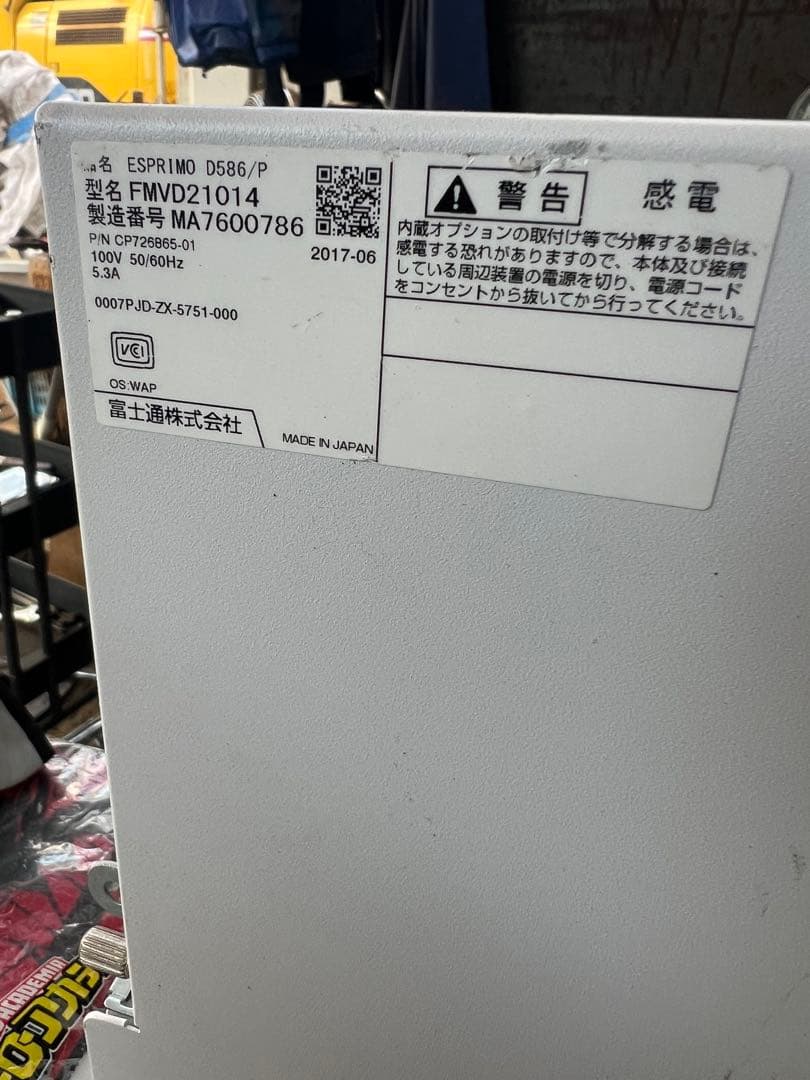 名 ESPRIMO D586/P
型名 FMVD21014
製造番号 MA7600786
P/N CP726865-01
2017-06
100V 50/60Hz
5.3A
0007PJD-ZX-5751-000
VCI
OS:WAP
富士通株式会社
MADE IN JAPAN
警告 感電
内蔵オプションの取付け等で分解する場合は、
感電する恐れがありますので、本体及び接続
している周辺装置の電源を切り、電源コード
をコンセントから抜いてから行ってください。
ACADEMIA